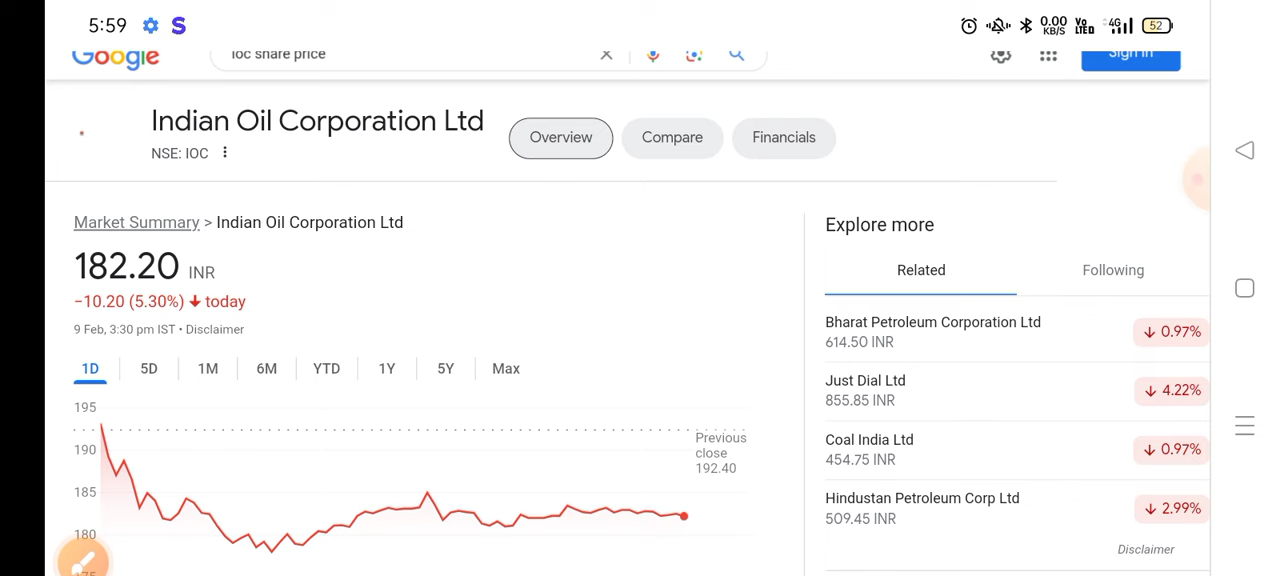 5:59 S 0.00 KB/S Vo LTED 4G 52
Google ioc share price Sign in
Indian Oil Corporation Ltd
NSE: IOC
Overview Compare Financials
Market Summary > Indian Oil Corporation Ltd
182.20 INR
−10.20 (5.30%) ↓ today
9 Feb, 3:30 pm IST • Disclaimer
1D 5D 1M 6M YTD 1Y 5Y Max
195
190
185
180
Previous
close
192.40
Explore more
Related Following
Bharat Petroleum Corporation Ltd
614.50 INR
↓ 0.97%
Just Dial Ltd
855.85 INR
↓ 4.22%
Coal India Ltd
454.75 INR
↓ 0.97%
Hindustan Petroleum Corp Ltd
509.45 INR
↓ 2.99%
Disclaimer